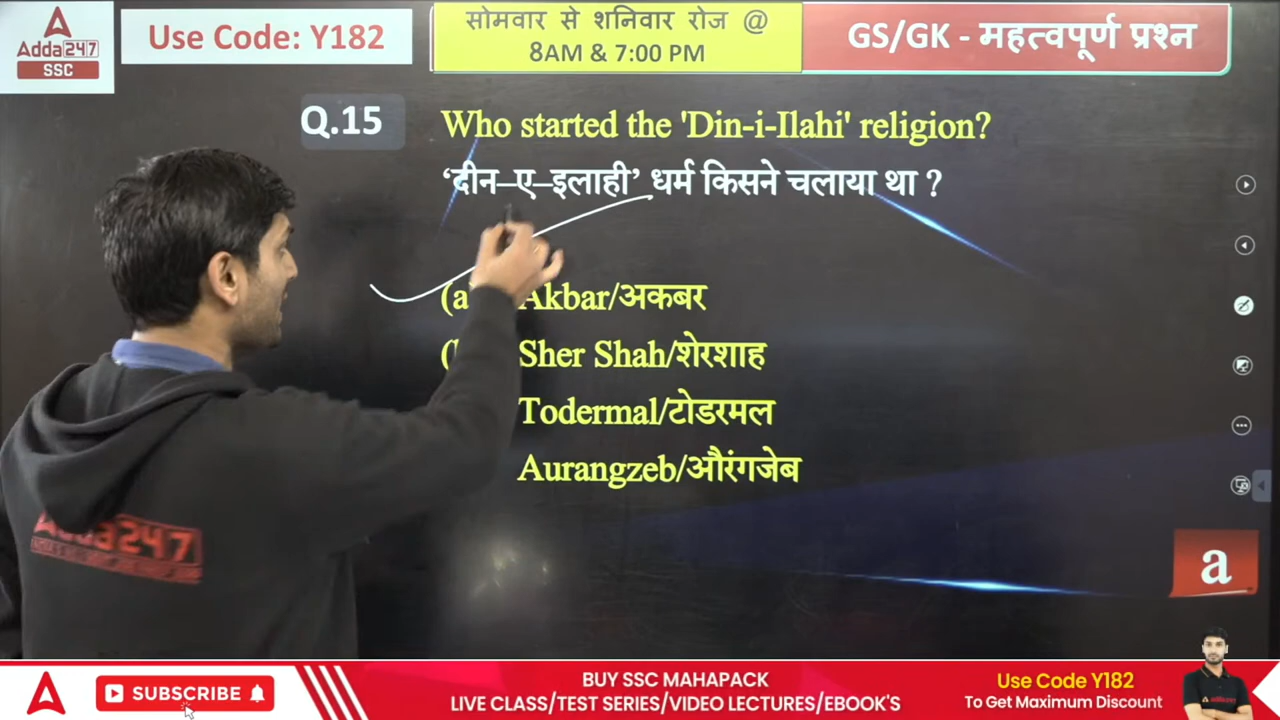 Adda247
SSC
Use Code: Y182
सोमवार से शनिवार रोज @
8AM & 7:00 PM
GS/GK - महत्वपूर्ण प्रश्न
Q.15
Who started the 'Din-i-Ilahi' religion?
‘दीन–ए–इलाही’ धर्म किसने चलाया था ?
(a Akbar/अकबर
( Sher Shah/शेरशाह
Todermal/टोडरमल
Aurangzeb/औरंगजेब
Adda247
a
SUBSCRIBE
BUY SSC MAHAPACK
LIVE CLASS/TEST SERIES/VIDEO LECTURES/EBOOK'S
Use Code Y182
To Get Maximum Discount